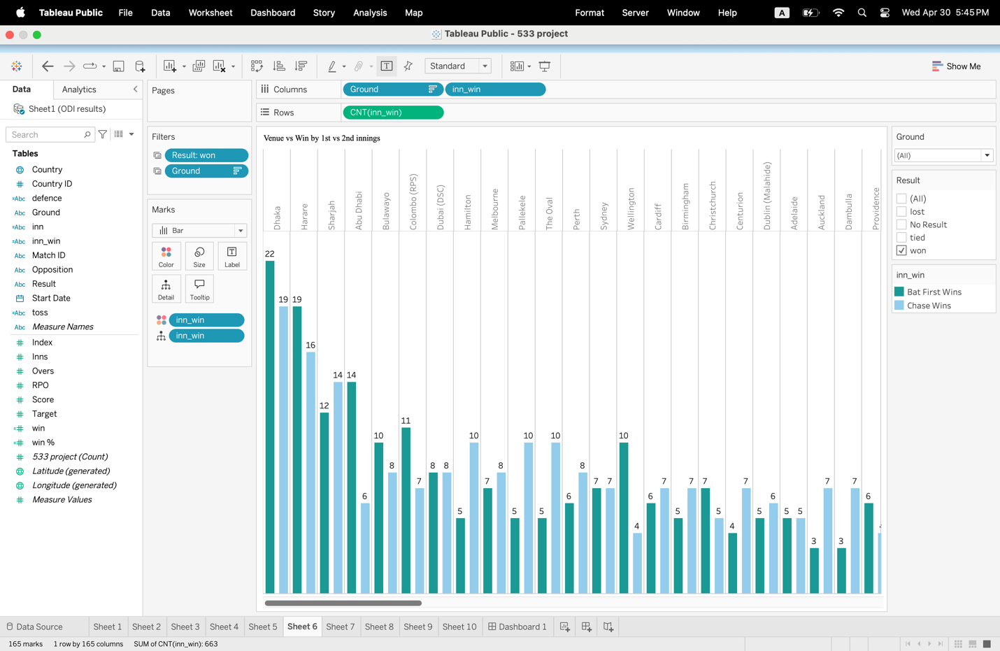 Tableau Public File Data Worksheet Dashboard Story Analysis Map Format Server Window Help A Wed Apr 30 5:45 PM
Tableau Public - 533 project
Standard Show Me
Data Analytics
Sheet1 (ODI results)
Search
Tables
Country
Country ID
=Abc defence
Abc Ground
=Abc inn
=Abc inn_win
Abc Match ID
Abc Opposition
Abc Result
Start Date
=Abc toss
Abc Measure Names
Index
Inns
Overs
RPO
Score
Target
win
win %
533 project (Count)
Latitude (generated)
Longitude (generated)
Measure Values
Pages
Filters
Result: won
Ground
Marks
Bar
Color Size Label
Detail Tooltip
inn_win
inn_win
Columns Ground inn_win
Rows CNT(inn_win)
Venue vs Win by 1st vs 2nd innings
Dhaka
Harare
Sharjah
Abu Dhabi
Bulawayo
Colombo (RPS)
Dubai (DSC)
Hamilton
Melbourne
Pallekele
The Oval
Perth
Sydney
Wellington
Cardiff
Birmingham
Christchurch
Centurion
Dublin (Malahide)
Adelaide
Auckland
Dambulla
Providence
22 19 19 16 12 14 14 6 10 8 11 7 8 8 5 10 7 8 5 10 5 10 6 8 7 7 10 4 6 7 5 7 7 5 4 7 5 6 5 5 3 7 3 7 6
Ground
(All)
Result
(All)
lost
No Result
tied
won
inn_win
Bat First Wins
Chase Wins
Data Source Sheet 1 Sheet 2 Sheet 3 Sheet 4 Sheet 5 Sheet 6 Sheet 7 Sheet 8 Sheet 9 Sheet 10 Dashboard 1
165 marks 1 row by 165 columns SUM of CNT(inn_win): 663